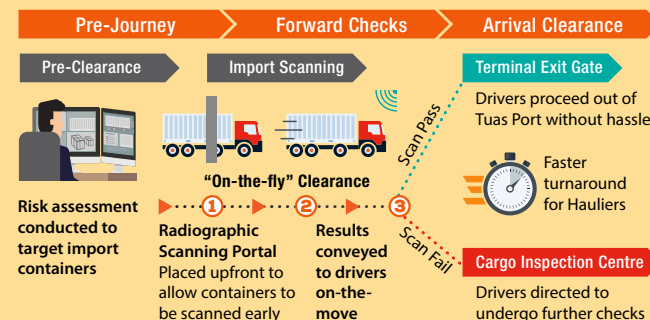 Pre-Journey
Forward Checks
Arrival Clearance
Pre-Clearance
Import Scanning
Terminal Exit Gate
Drivers proceed out of
Tuas Port without hassle
Scan Pass
Faster
turnaround
for Hauliers
"On-the-fly" Clearance
1
2
3
Risk assessment
conducted to
target import
containers
Radiographic
Scanning Portal
Placed upfront to
allow containers to
be scanned early
Results
conveyed
to drivers
on-the-
move
Scan Fail
Cargo Inspection Centre
Drivers directed to
undergo further checks